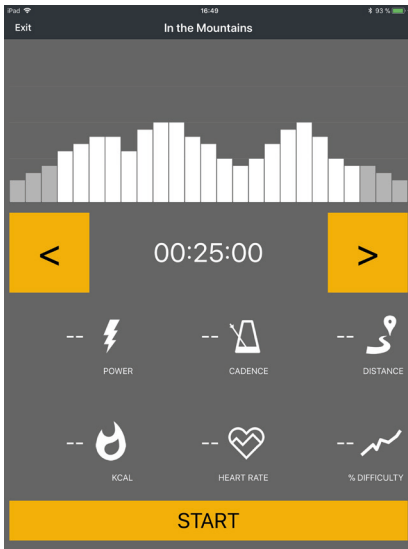 iPad 16:49 93 %
Exit In the Mountains
< 00:25:00 >
-- -- --
POWER CADENCE DISTANCE
-- -- --
KCAL HEART RATE % DIFFICULTY
START